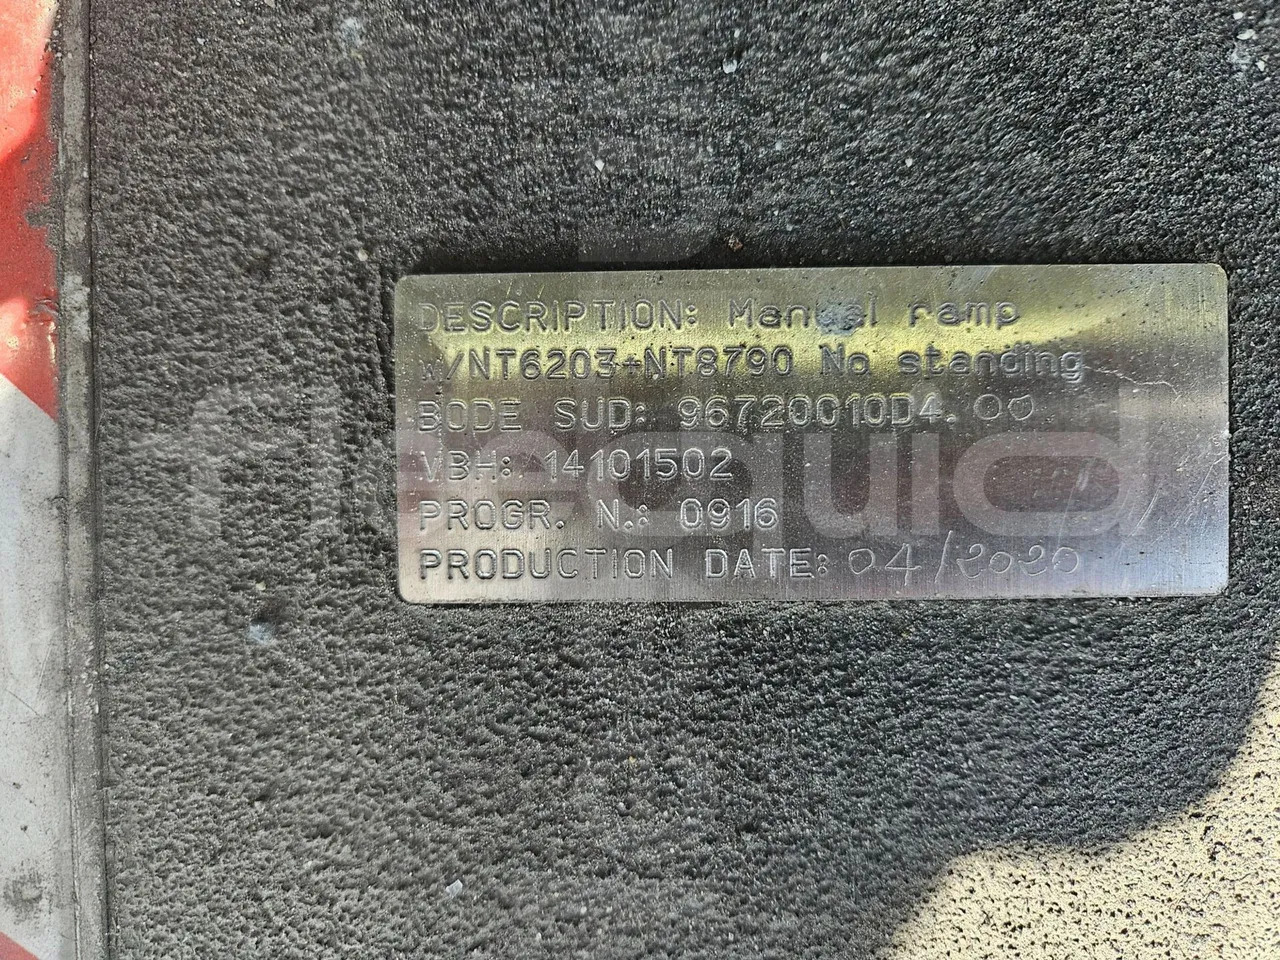 DESCRIPTION: Manual ramp
w/NT6203+NT8790 No standing
BODE SUD: 96720010D4.00
VBH: 14101502
PROGR. N.: 0916
PRODUCTION DATE: 04/2020